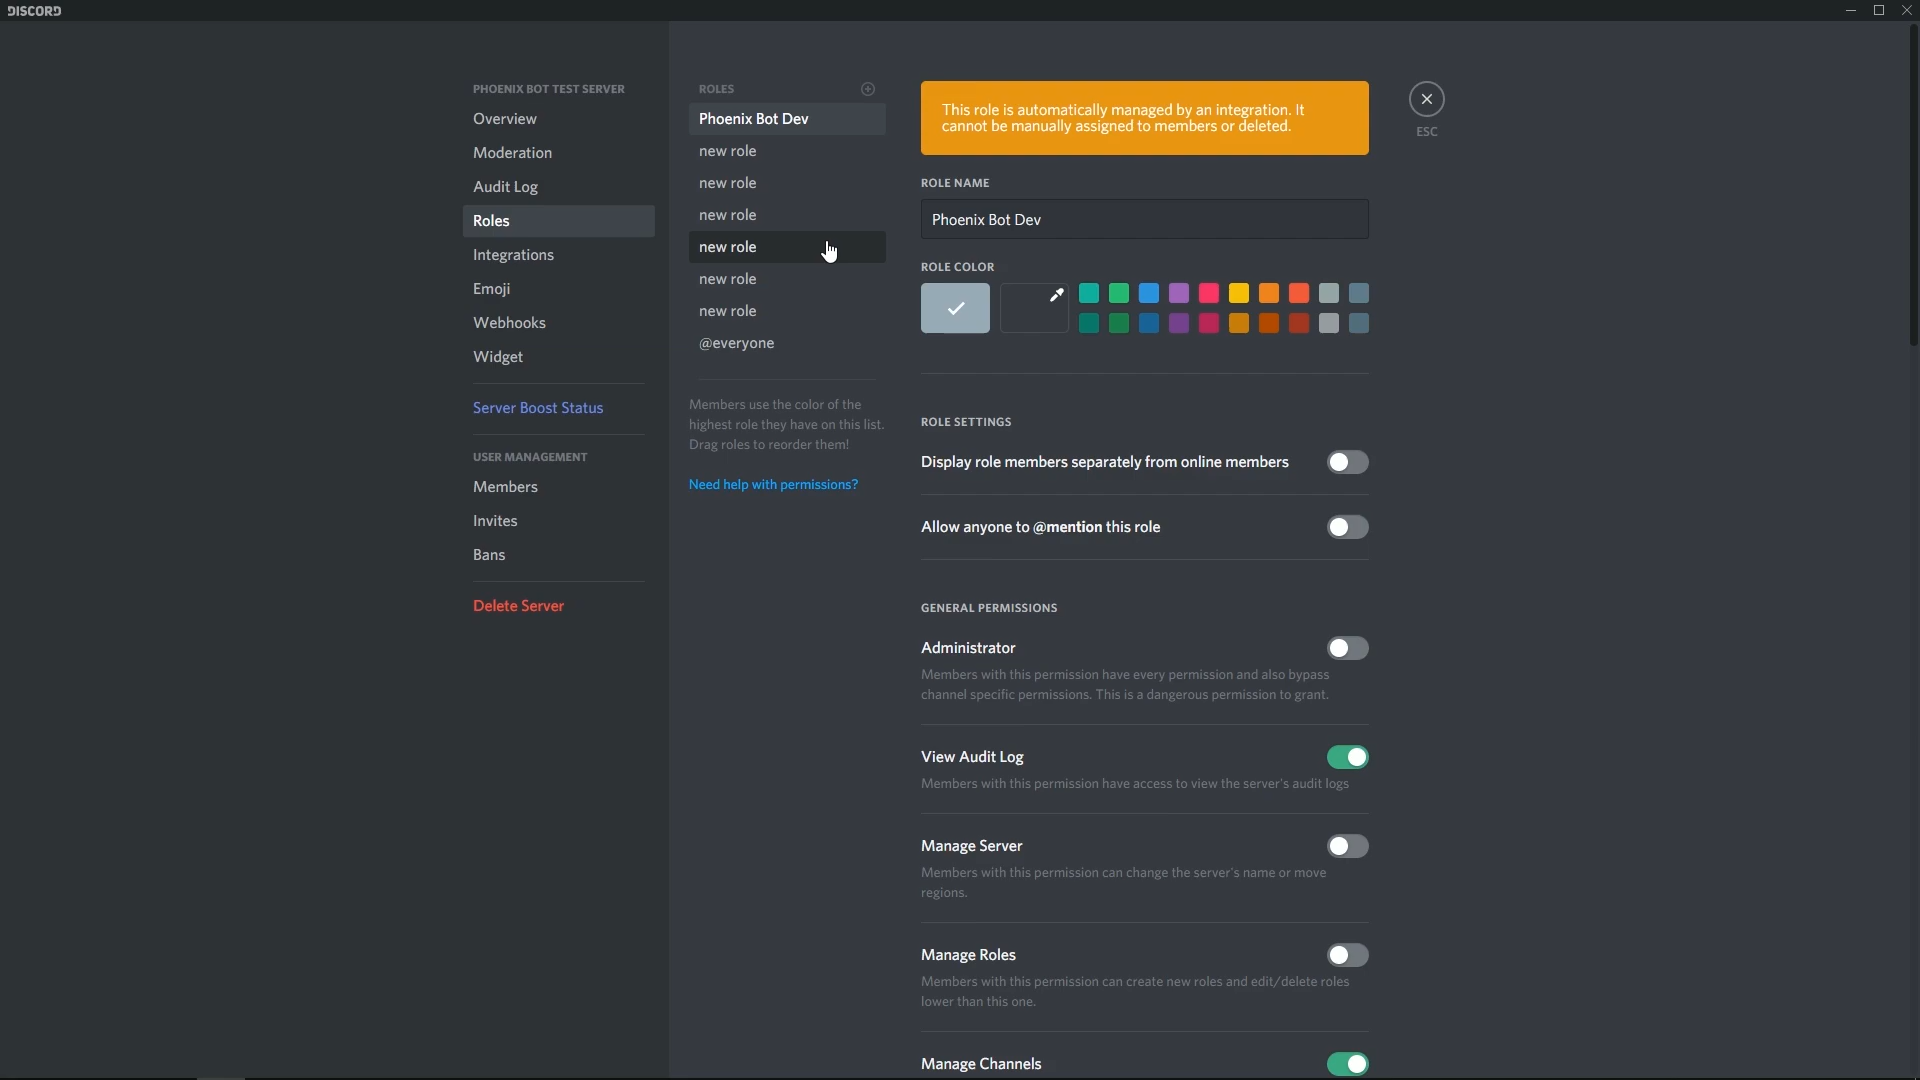 DISCORD
PHOENIX BOT TEST SERVER
Overview
Moderation
Audit Log
Roles
Integrations
Emoji
Webhooks
Widget
Server Boost Status
USER MANAGEMENT
Members
Invites
Bans
Delete Server
ROLES
Phoenix Bot Dev
new role
new role
new role
new role
new role
new role
@everyone
Members use the color of the
highest role they have on this list.
Drag roles to reorder them!
Need help with permissions?
This role is automatically managed by an integration. It
cannot be manually assigned to members or deleted.
ROLE NAME
Phoenix Bot Dev
ROLE COLOR
ROLE SETTINGS
Display role members separately from online members
Allow anyone to @mention this role
GENERAL PERMISSIONS
Administrator
Members with this permission have every permission and also bypass
channel specific permissions. This is a dangerous permission to grant.
View Audit Log
Members with this permission have access to view the server's audit logs
Manage Server
Members with this permission can change the server's name or move
regions.
Manage Roles
Members with this permission can create new roles and edit/delete roles
lower than this one.
Manage Channels
ESC